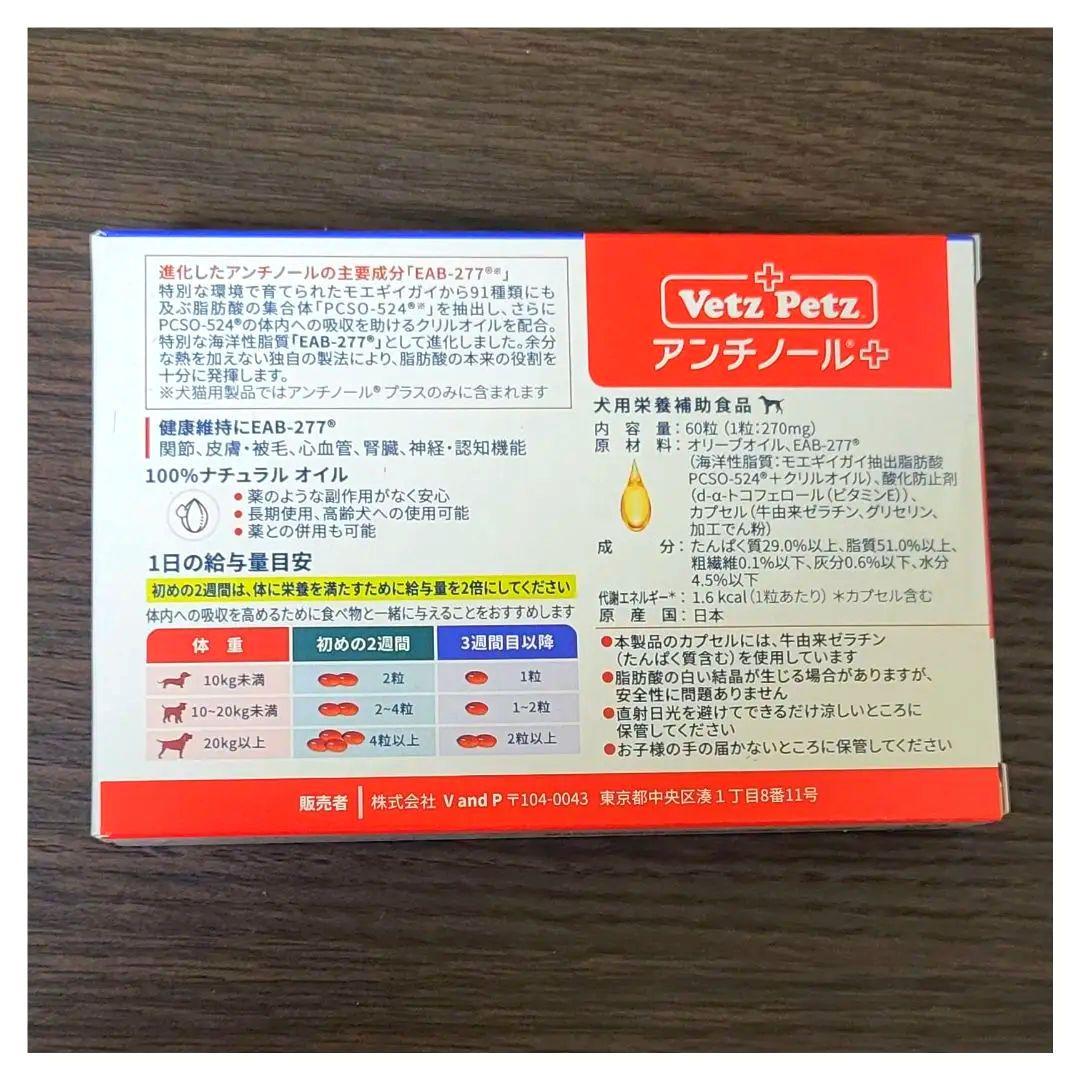 進化したアンチノールの主要成分「EAB-277®※」
特別な環境で育てられたモエギイガイから91種類にも
及ぶ脂肪酸の集合体「PCSO-524®※」を抽出し、さらに
PCSO-524®の体内への吸収を助けるクリルオイルを配合。
特別な海洋性脂質「EAB-277®」として進化しました。余分
な熱を加えない独自の製法により、脂肪酸の本来の役割を
十分に発揮します。
※犬猫用製品ではアンチノール® プラスのみに含まれます
健康維持にEAB-277®
関節、皮膚・被毛、心血管、腎臓、神経・認知機能
100%ナチュラル オイル
●薬のような副作用がなく安心
●長期使用、高齢犬への使用可能
●薬との併用も可能
1日の給与量目安
初めの2週間は、体に栄養を満たすために給与量を2倍にしてください
体内への吸収を高めるために食べ物と一緒に与えることをおすすめします
体 重 初めの2週間 3週間目以降
10kg未満 2粒 1粒
10~20kg未満 2~4粒 1~2粒
20kg以上 4粒以上 2粒以上
Vetz Petz
アンチノール®+
犬用栄養補助食品
内容量:60粒(1粒:270mg)
原材料:オリーブオイル、EAB-277®
(海洋性脂質:モエギイガイ抽出脂肪酸
PCSO-524®+クリルオイル)、酸化防止剤
(d-α-トコフェロール(ビタミンE))、
カプセル(牛由来ゼラチン、グリセリン、
加工でん粉)
成分:たんぱく質29.0%以上、脂質51.0%以上、
粗繊維0.1%以下、灰分0.6%以下、水分
4.5%以下
代謝エネルギー*:1.6 kcal(1粒あたり) *カプセル含む
原産国:日本
●本製品のカプセルには、牛由来ゼラチン
(たんぱく質含む)を使用しています
●脂肪酸の白い結晶が生じる場合がありますが、
安全性に問題ありません
●直射日光を避けてできるだけ涼しいところに
保管してください
●お子様の手の届かないところに保管してください
販売者 株式会社 V and P 〒104-0043 東京都中央区湊1丁目8番11号